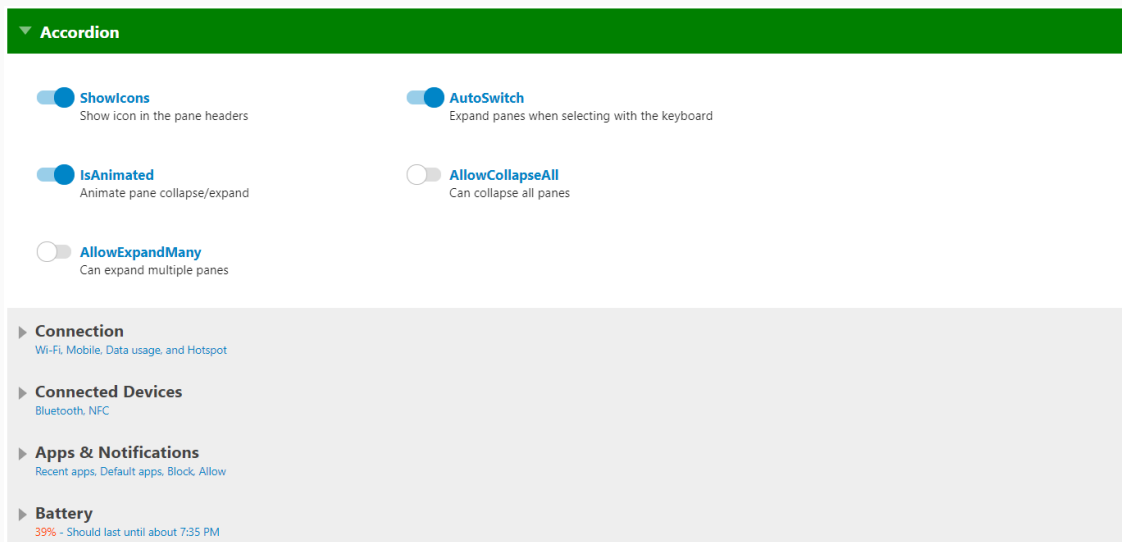 Accordion
ShowIcons
Show icon in the pane headers
AutoSwitch
Expand panes when selecting with the keyboard
IsAnimated
Animate pane collapse/expand
AllowCollapseAll
Can collapse all panes
AllowExpandMany
Can expand multiple panes
Connection
Wi-Fi, Mobile, Data usage, and Hotspot
Connected Devices
Bluetooth, NFC
Apps & Notifications
Recent apps, Default apps, Block, Allow
Battery
39% - Should last until about 7:35 PM